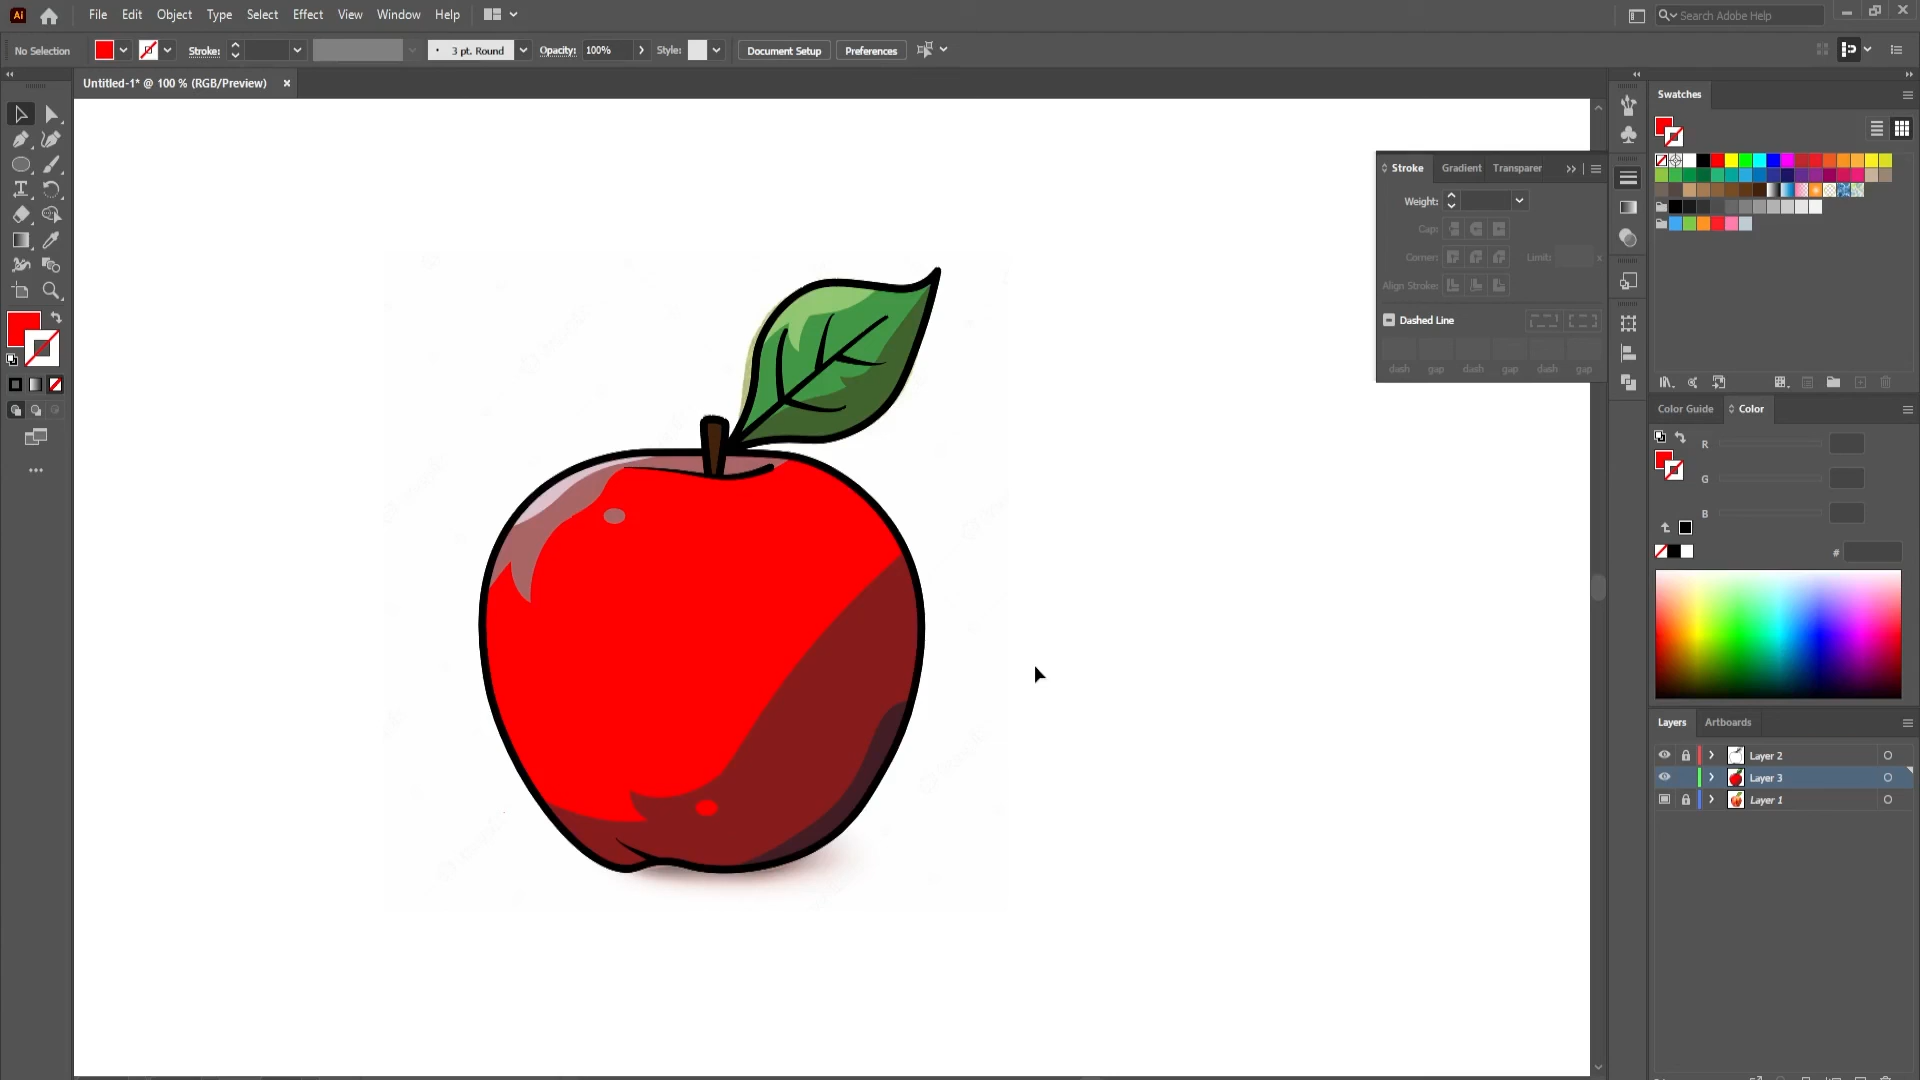 Ai File Edit Object Type Select Effect View Window Help
Search Adobe Help
No Selection Stroke: 3 pt. Round Opacity: 100% Style: Document Setup Preferences
Untitled-1* @ 100 % (RGB/Preview) ×
Swatches
Stroke Gradient Transparer
Weight:
Cap:
Corner: Limit: x
Align Stroke:
Dashed Line
dash gap dash gap dash gap
Color Guide Color
R
G
B
#
Layers Artboards
Layer 2
Layer 3
Layer 1